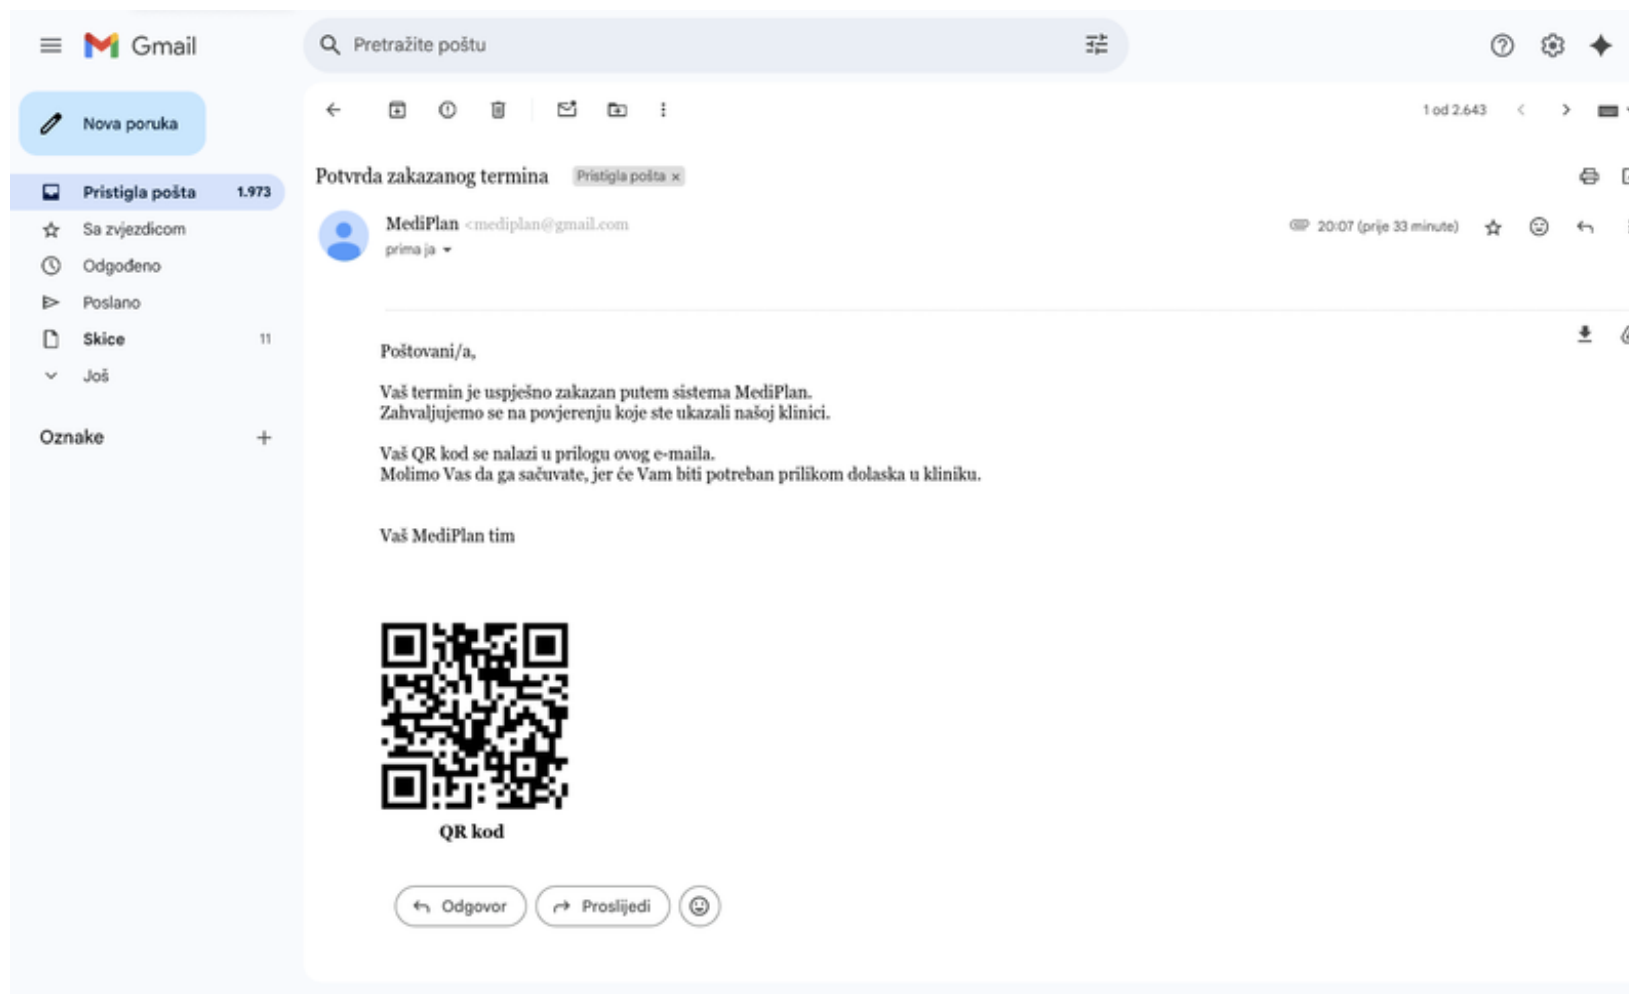 Gmail
Pretražite poštu
Nova poruka
1 od 2.643
Pristigla pošta 1.973
Sa zvjezdicom
Odgođeno
Poslano
Skice 11
Još
Oznake
Potvrda zakazanog termina Pristigla pošta x
MediPlan <mediplan@gmail.com
20:07 (prije 33 minute)
prima ja
Poštovani/a,
Vaš termin je uspješno zakazan putem sistema MediPlan.
Zahvaljujemo se na povjerenju koje ste ukazali našoj klinici.
Vaš QR kod se nalazi u prilogu ovog e-maila.
Molimo Vas da ga sačuvate, jer će Vam biti potreban prilikom dolaska u kliniku.
Vaš MediPlan tim
QR kod
Odgovor
Proslijedi